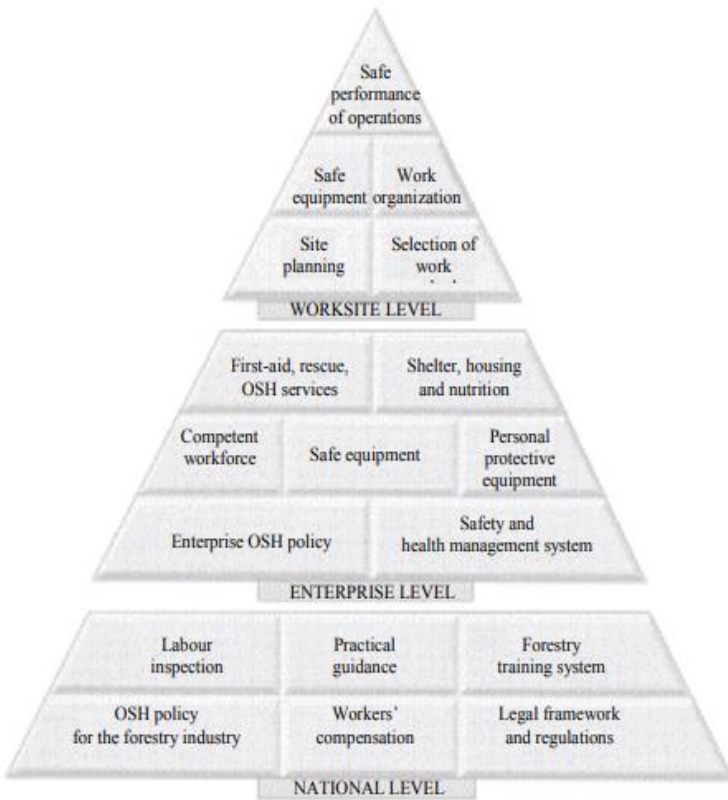 Safe
performance
of operations
Safe
equipment
Work
organization
Site
planning
Selection of
work
WORKSITE LEVEL
First-aid, rescue,
OSH services
Shelter, housing
and nutrition
Competent
workforce
Safe equipment
Personal
protective
equipment
Enterprise OSH policy
Safety and
health management system
ENTERPRISE LEVEL
Labour
inspection
Practical
guidance
Forestry
training system
OSH policy
for the forestry industry
Workers'
compensation
Legal framework
and regulations
NATIONAL LEVEL